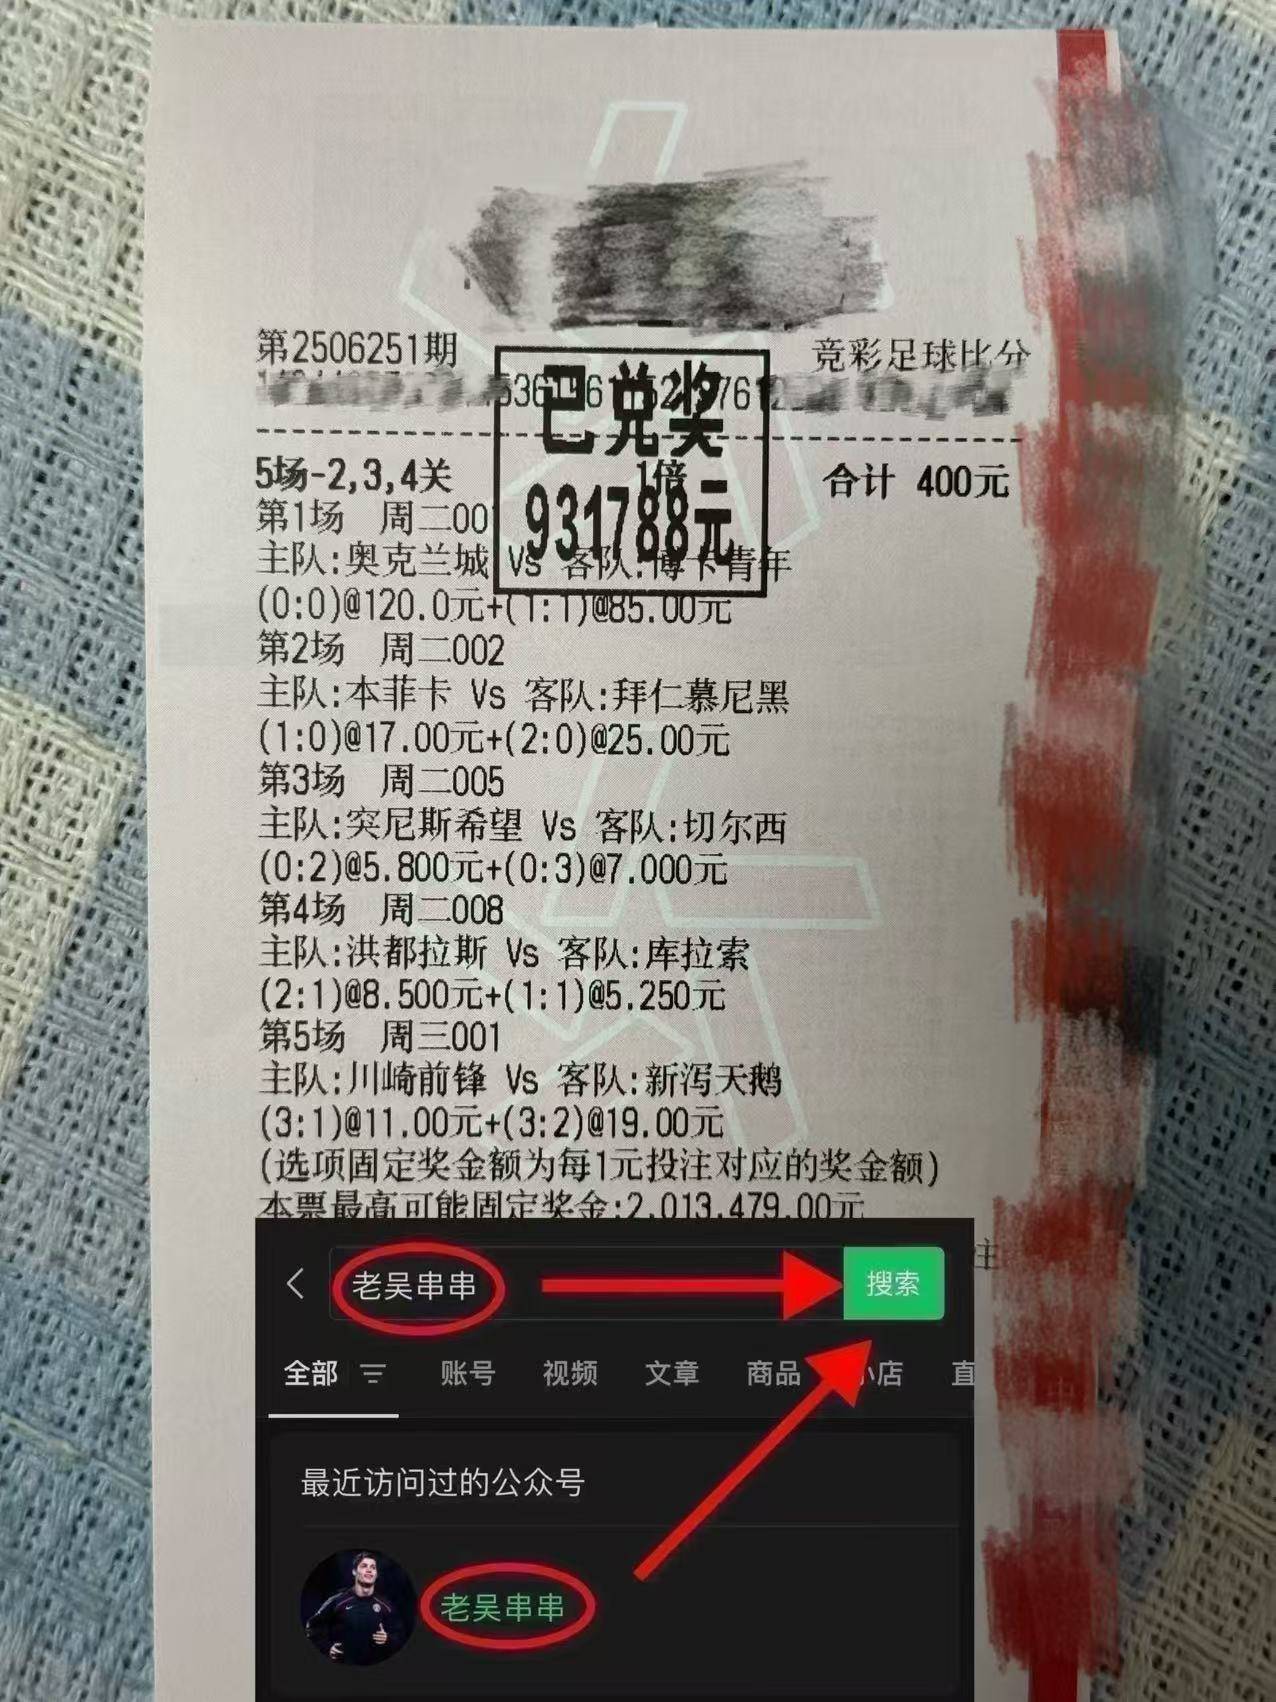 第2506251期
竞彩足球比分
已兑奖
931788元
5场-2,3,4关
1倍
合计 400元
第1场 周二001
主队:奥克兰城 Vs 客队:博卡青年
(0:0)@120.0元+(1:1)@85.00元
第2场 周二002
主队:本菲卡 Vs 客队:拜仁慕尼黑
(1:0)@17.00元+(2:0)@25.00元
第3场 周二005
主队:突尼斯希望 Vs 客队:切尔西
(0:2)@5.800元+(0:3)@7.000元
第4场 周二008
主队:洪都拉斯 Vs 客队:库拉索
(2:1)@8.500元+(1:1)@5.250元
第5场 周三001
主队:川崎前锋 Vs 客队:新泻天鹅
(3:1)@11.00元+(3:2)@19.00元
(选项固定奖金额为每1元投注对应的奖金额)
本票最高可能固定奖金:2,013,479.00元
注
老吴串串
搜索
全部 账号 视频 文章 商品 小店 直
最近访问过的公众号
老吴串串